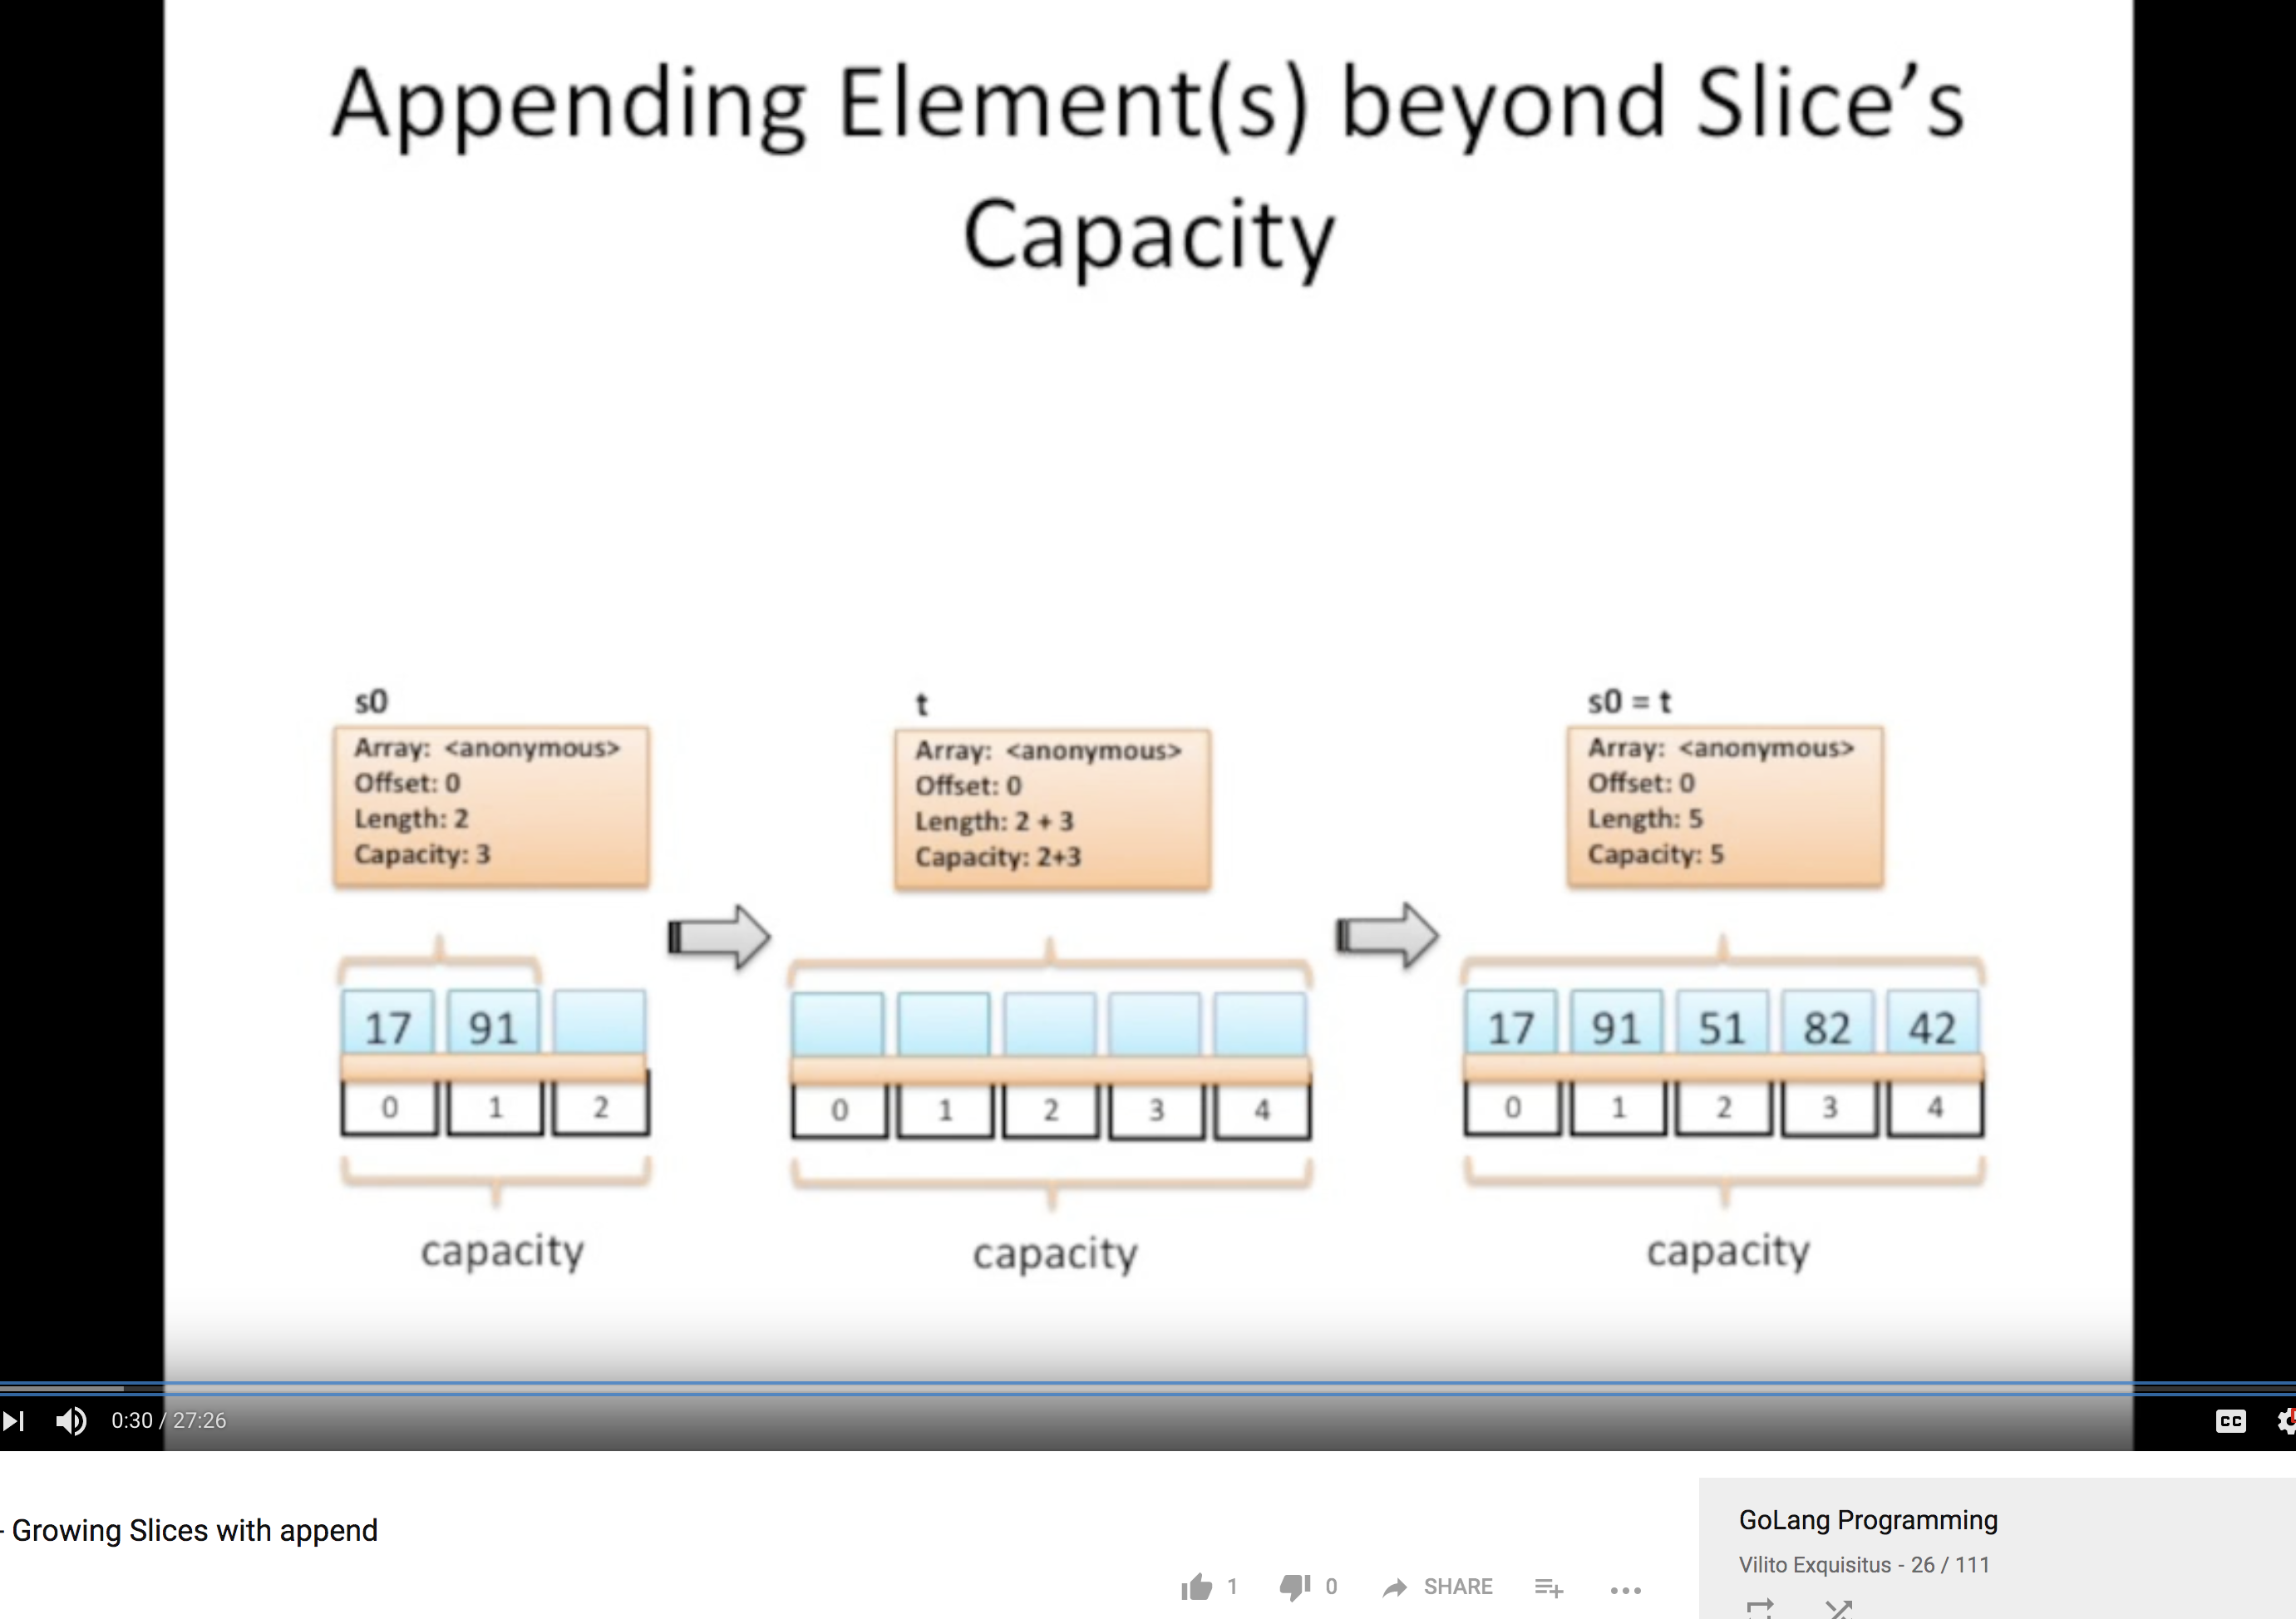 Appending Element(s) beyond Slice’s
Capacity
s0
Array: <anonymous>
Offset: 0
Length: 2
Capacity: 3
17 91
0 1 2
capacity
t
Array: <anonymous>
Offset: 0
Length: 2 + 3
Capacity: 2+3
0 1 2 3 4
capacity
s0 = t
Array: <anonymous>
Offset: 0
Length: 5
Capacity: 5
17 91 51 82 42
0 1 2 3 4
capacity
0:30 / 27:26
CC
- Growing Slices with append
1 0 SHARE
GoLang Programming
Vilito Exquisitus - 26 / 111